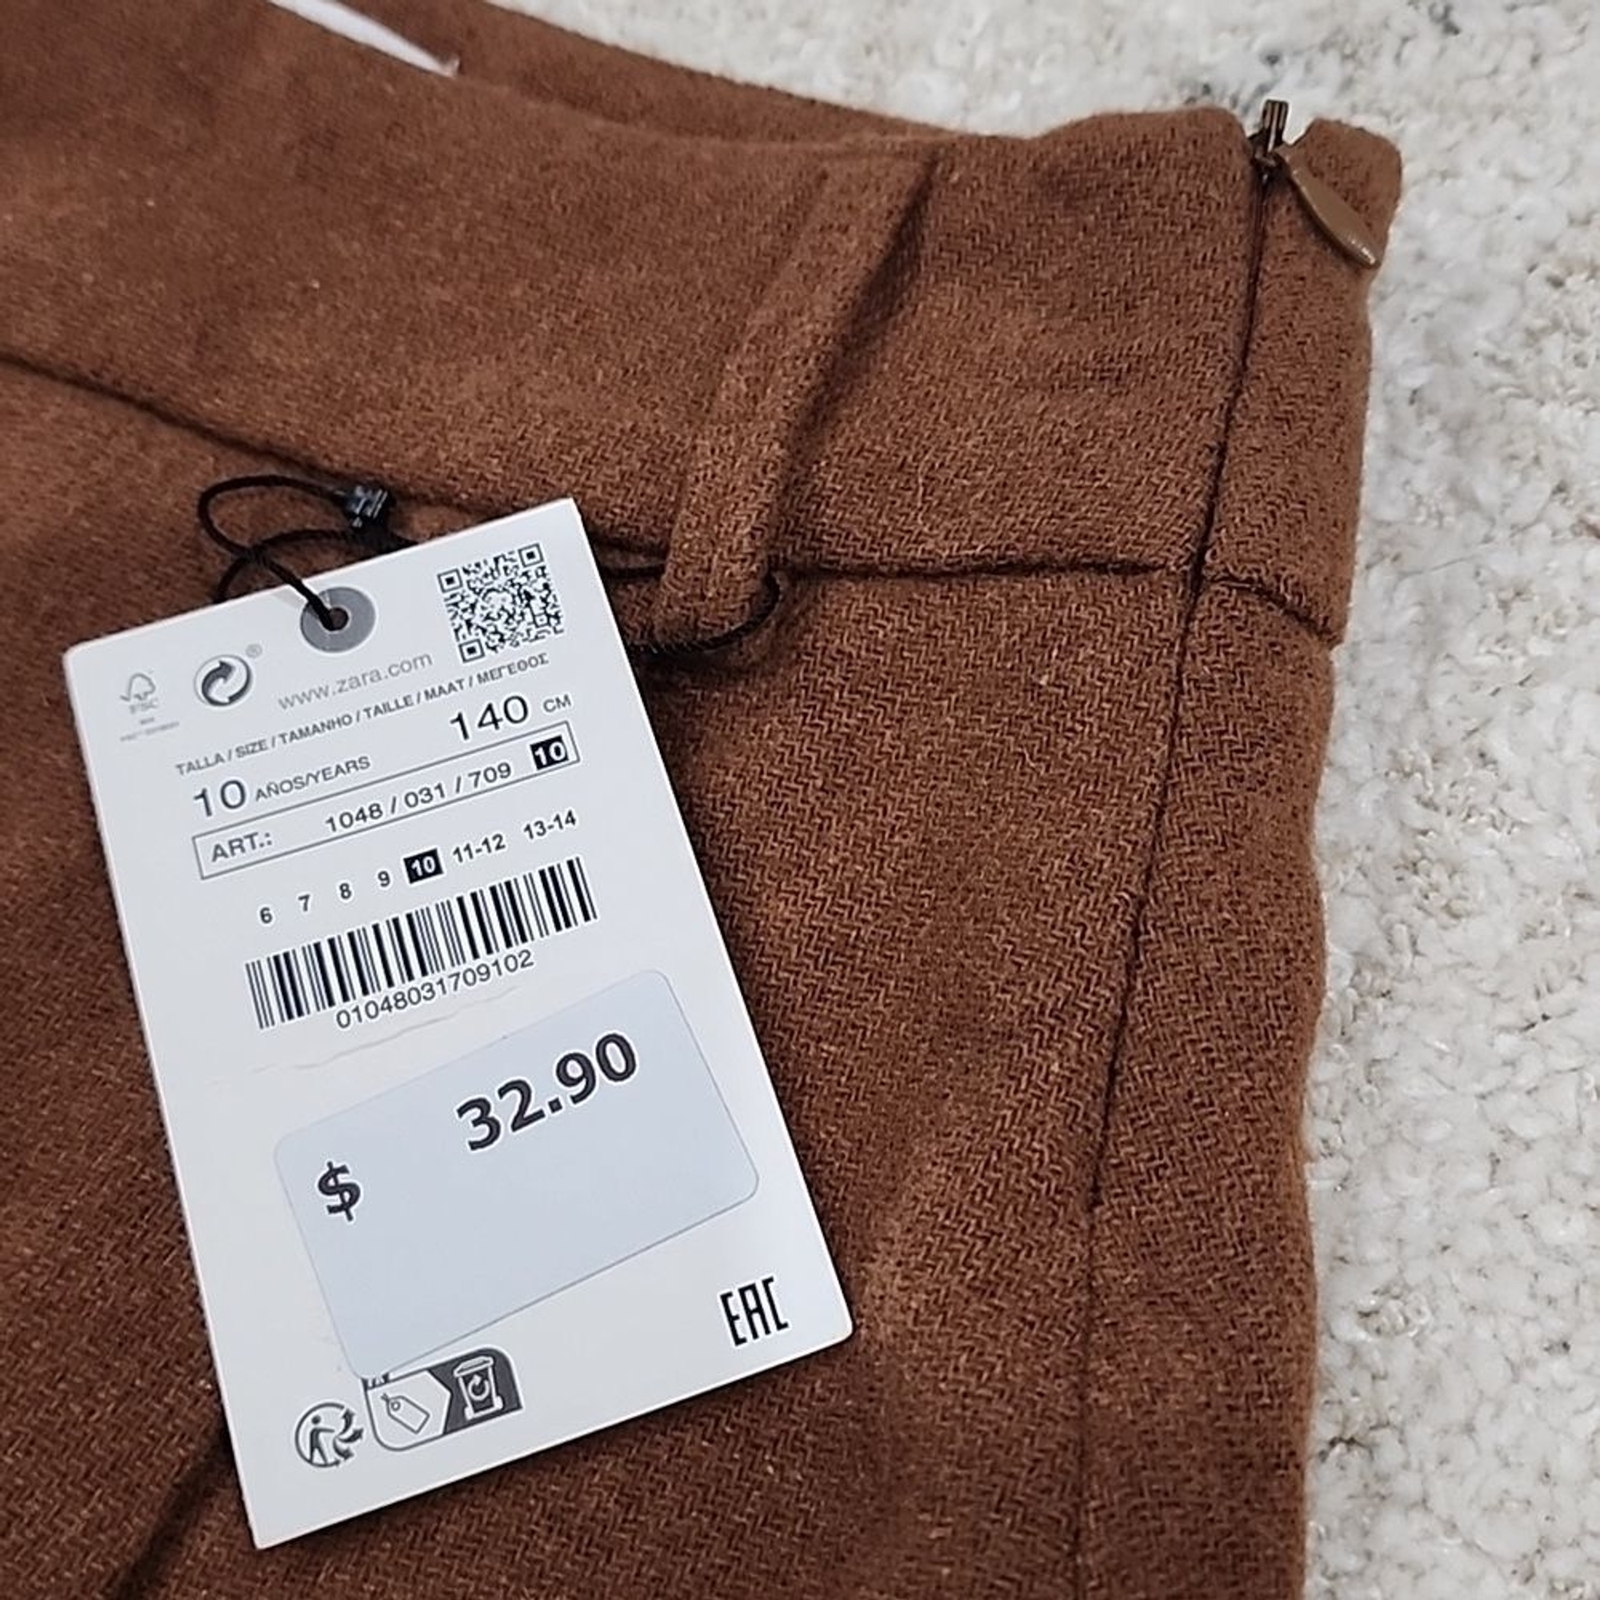 FSC
®
www.zara.com
TALLA / SIZE / TAMANHO / TAILLE / MAAT / ΜΕΓΕΘΟΣ
10 AÑOS/YEARS 140 CM
ART.: 1048 / 031 / 709 10
6 7 8 9 10 11-12 13-14
01048031709102
$ 32.90
EAC